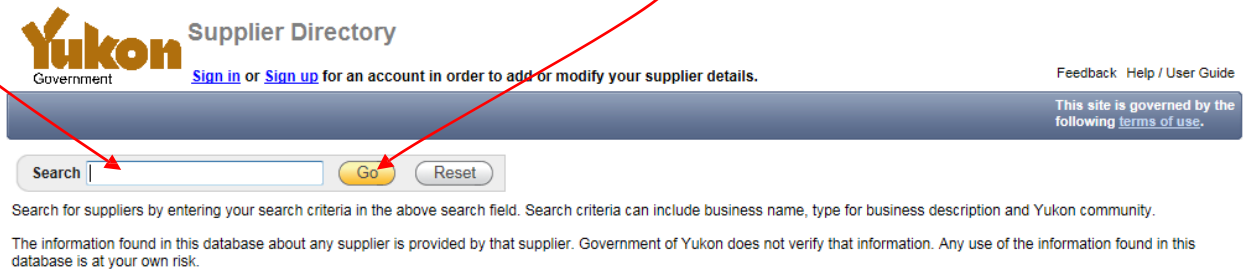 Yukon
Government
Supplier Directory
Sign in or Sign up for an account in order to add or modify your supplier details.
Feedback Help / User Guide
This site is governed by the
following terms of use.
Search
Go
Reset
Search for suppliers by entering your search criteria in the above search field. Search criteria can include business name, type for business description and Yukon community.
The information found in this database about any supplier is provided by that supplier. Government of Yukon does not verify that information. Any use of the information found in this
database is at your own risk.